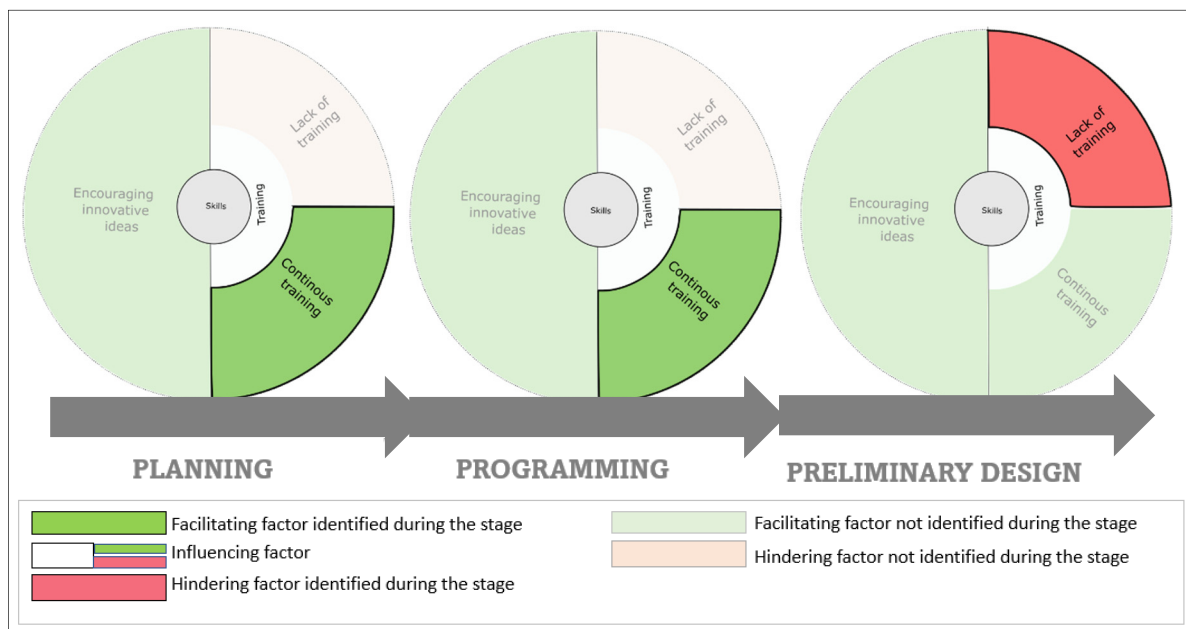 Encouraging
innovative
ideas
Lack of
training
Skills
Training
Continous
training
Encouraging
innovative
ideas
Lack of
training
Skills
Training
Continous
training
Encouraging
innovative
ideas
Lack of
training
Skills
Training
Continous
training
PLANNING
PROGRAMMING
PRELIMINARY DESIGN
Facilitating factor identified during the stage
Influencing factor
Hindering factor identified during the stage
Facilitating factor not identified during the stage
Hindering factor not identified during the stage